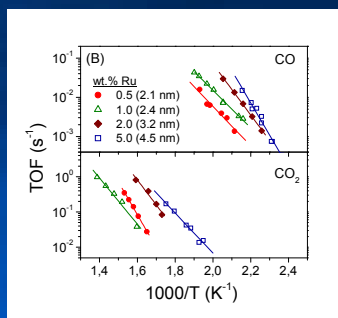 (B)
CO
wt.% Ru
0.5 (2.1 nm)
1.0 (2.4 nm)
2.0 (3.2 nm)
5.0 (4.5 nm)
10⁻¹
10⁻²
10⁻³
TOF (s⁻¹)
CO₂
10⁰
10⁻¹
10⁻²
1,4 1,6 1,8 2,0 2,2 2,4
1000/T (K⁻¹)